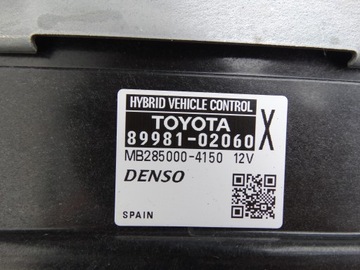 HYBRID VEHICLE CONTROL
TOYOTA
89981-02060 X
MB285000-4150 12V
DENSO
SPAIN